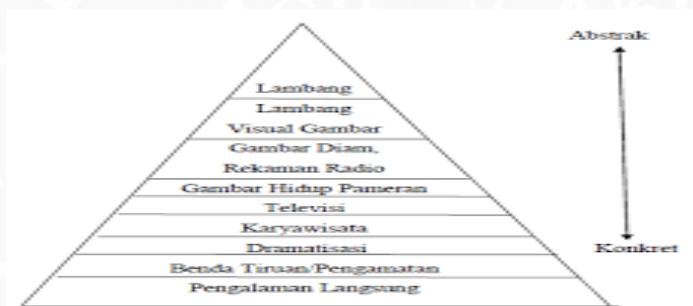 Abstrak
Lambang
Lambang
Visual Gambar
Gambar Diam,
Rekaman Radio
Gambar Hidup Pameran
Televisi
Karyawisata
Dramatisasi
Benda Tiruan/Pengamatan
Pengalaman Langsung
Konkret